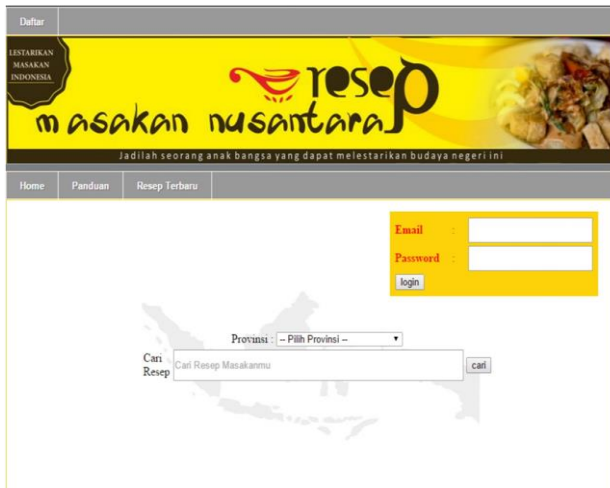 Daftar
LESTARIKAN
MASAKAN
INDONESIA
resep
masakan nusantara
Jadilah seorang anak bangsa yang dapat melestarikan budaya negeri ini
Home Panduan Resep Terbaru
Email :
Password :
login
Provinsi : -- Pilih Provinsi --
Cari
Resep Cari Resep Masakanmu cari